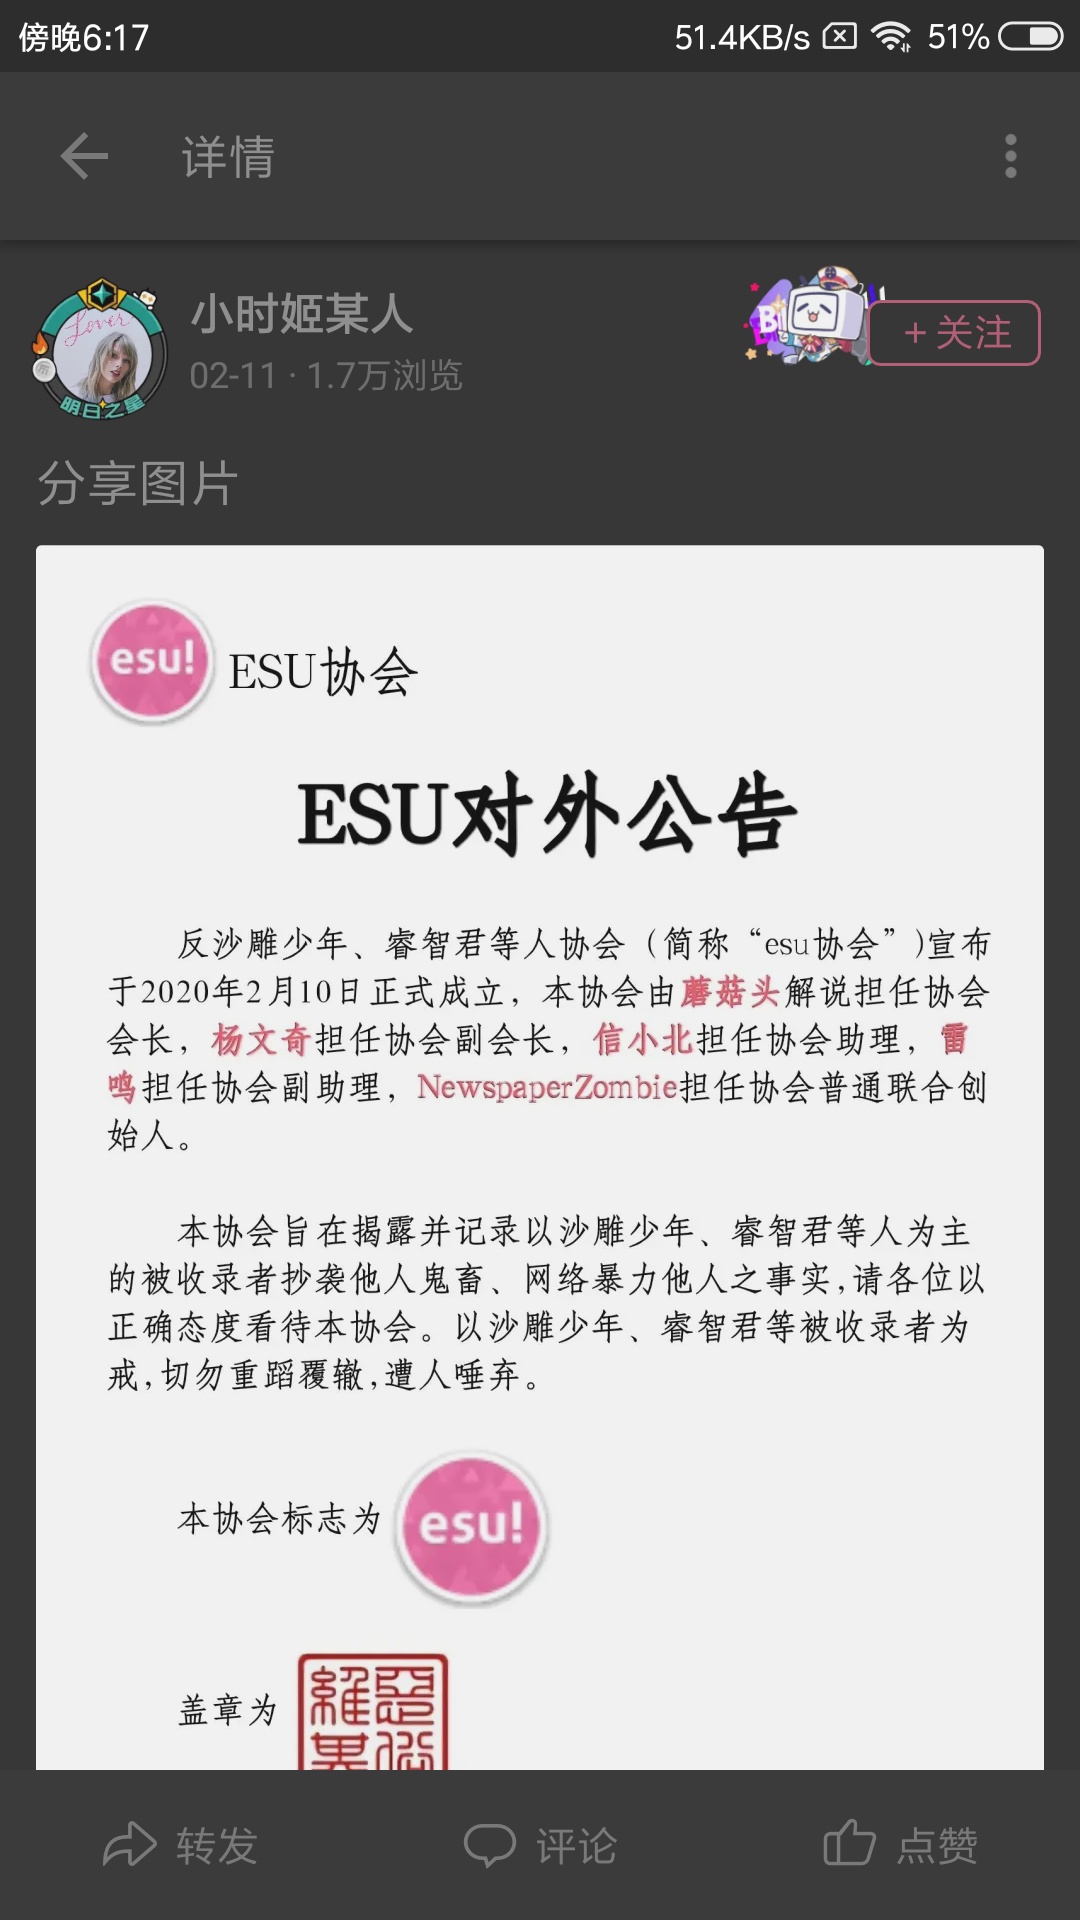 傍晚6:17
51.4KB/s
51%
详情
Lover
明日之星
小时姬某人
02-11 · 1.7万浏览
+ 关注
分享图片
esu!
ESU协会
ESU对外公告
反沙雕少年、睿智君等人协会（简称“esu协会”)宣布
于2020年2月10日正式成立，本协会由蘑菇头解说担任协会
会长，杨文奇担任协会副会长，信小北担任协会助理，雷
鸣担任协会副助理，NewspaperZombie担任协会普通联合创
始人。
本协会旨在揭露并记录以沙雕少年、睿智君等人为主
的被收录者抄袭他人鬼畜、网络暴力他人之事实,请各位以
正确态度看待本协会。以沙雕少年、睿智君等被收录者为
戒,切勿重蹈覆辙,遭人唾弃。
本协会标志为
esu!
盖章为
转发
评论
点赞